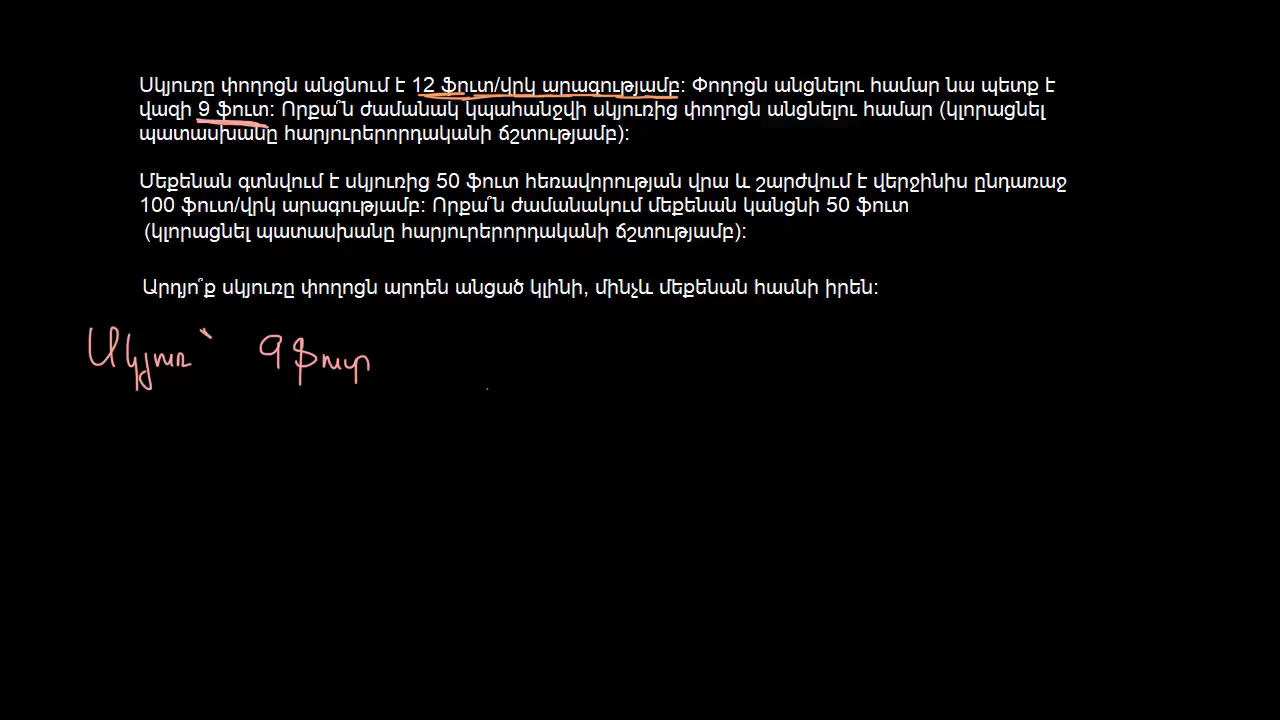 Սկյուռը փողոցն անցնում է 12 ֆուտ/վրկ արագությամբ: Փողոցն անցնելու համար նա պետք է
վազի 9 ֆուտ: Որքա՞ն ժամանակ կպահանջվի սկյուռից փողոցն անցնելու համար (կլորացնել
պատասխանը հարյուրերորդականի ճշտությամբ):
Մեքենան գտնվում է սկյուռից 50 ֆուտ հեռավորության վրա և շարժվում է վերջինիս ընդառաջ
100 ֆուտ/վրկ արագությամբ: Որքա՞ն ժամանակում մեքենան կանցնի 50 ֆուտ
(կլորացնել պատասխանը հարյուրերորդականի ճշտությամբ):
Արդյո՞ք սկյուռը փողոցն արդեն անցած կլինի, մինչև մեքենան հասնի իրեն:
Սկյուռ՝ 9 ֆուտ